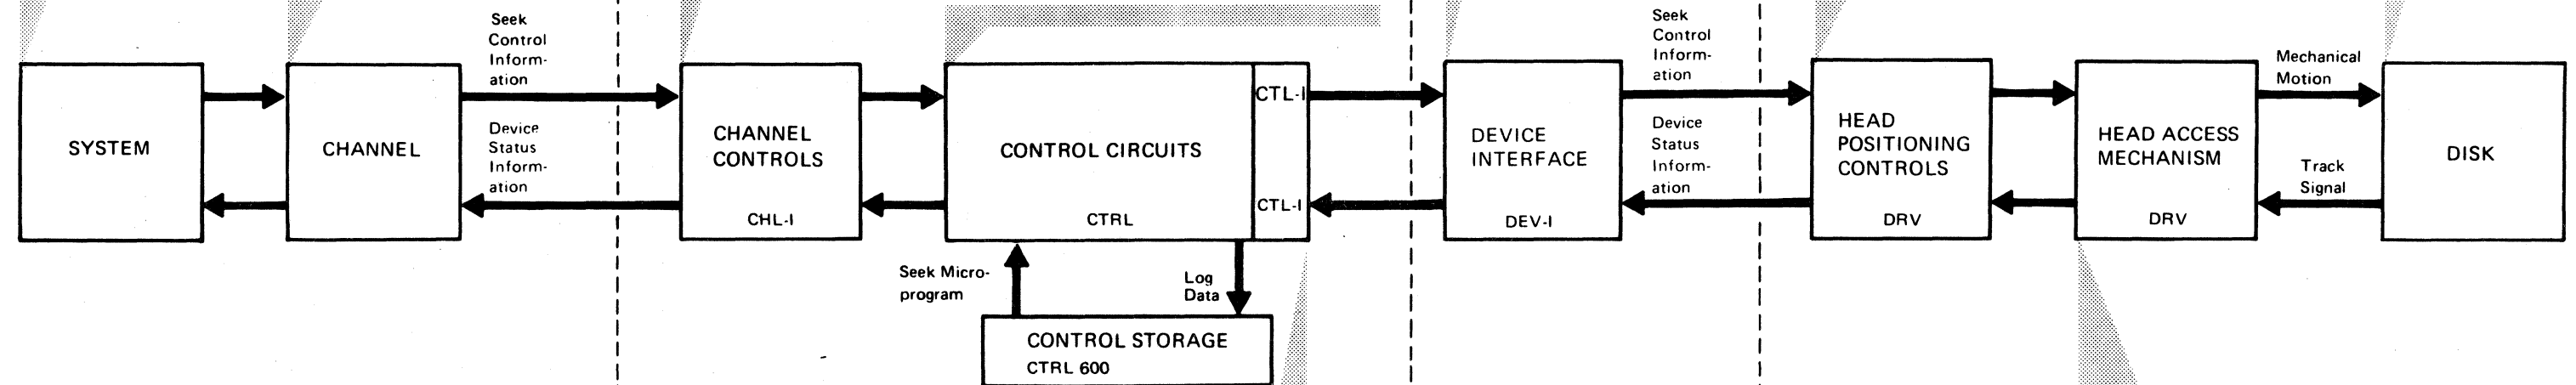 SYSTEM
CHANNEL
Seek
Control
Inform-
ation
Device
Status
Inform-
ation
CHANNEL
CONTROLS
CHL-I
CONTROL CIRCUITS
CTRL
CTL-I
CTL-I
Seek Micro-
program
Log
Data
CONTROL STORAGE
CTRL 600
DEVICE
INTERFACE
DEV-I
Seek
Control
Inform-
ation
Device
Status
Inform-
ation
HEAD
POSITIONING
CONTROLS
DRV
HEAD ACCESS
MECHANISM
DRV
Mechanical
Motion
Track
Signal
DISK